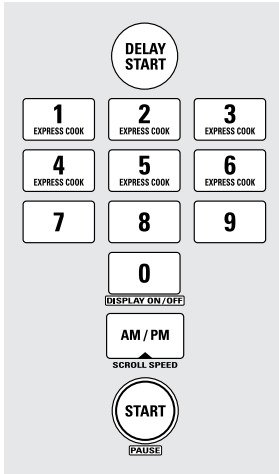 DELAY
START
1 2 3
EXPRESS COOK EXPRESS COOK EXPRESS COOK
4 5 6
EXPRESS COOK EXPRESS COOK EXPRESS COOK
7 8 9
0
DISPLAY ON/OFF
AM / PM
SCROLL SPEED
START
PAUSE